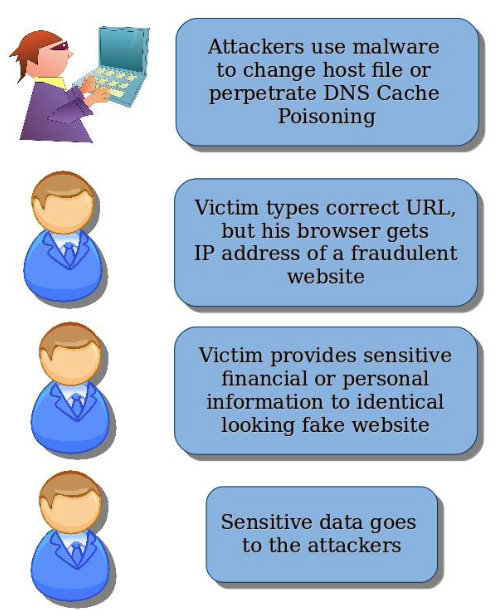 Attackers use malware
to change host file or
perpetrate DNS Cache
Poisoning
Victim types correct URL,
but his browser gets
IP address of a fraudulent
website
Victim provides sensitive
financial or personal
information to identical
looking fake website
Sensitive data goes
to the attackers